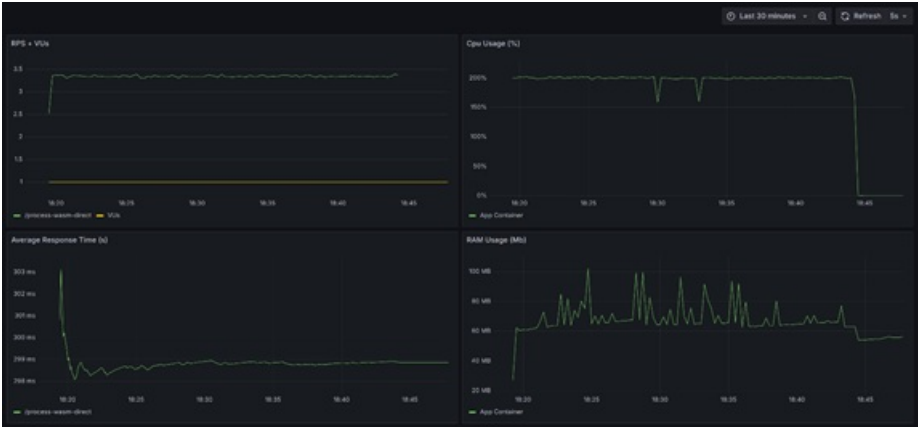 Last 30 minutes
Refresh 5s
RPS + VUs
3.5
3
2.5
2
1.5
1
18:20 18:25 18:30 18:35 18:40 18:45
/process-wasm-direct VUs
Cpu Usage (%)
200%
150%
100%
50%
0%
18:20 18:25 18:30 18:35 18:40 18:45
App Container
Average Response Time (s)
303 ms
302 ms
301 ms
300 ms
299 ms
298 ms
18:20 18:25 18:30 18:35 18:40 18:45
/process-wasm-direct
RAM Usage (Mb)
100 MB
80 MB
60 MB
40 MB
20 MB
18:20 18:25 18:30 18:35 18:40 18:45
App Container